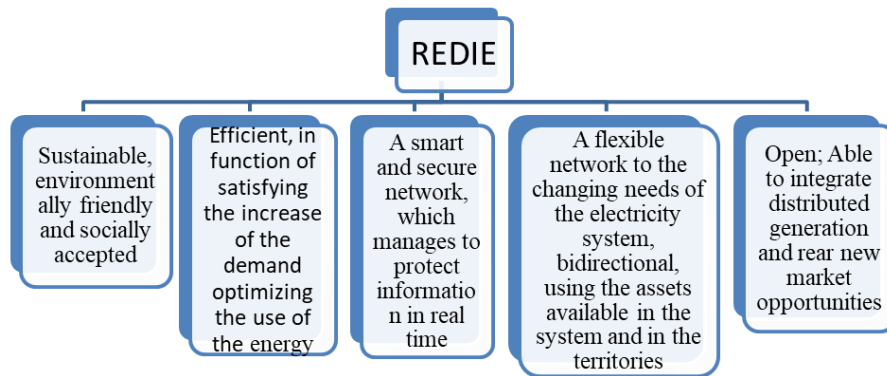 REDIE
Sustainable,
environment
ally friendly
and socially
accepted
Efficient, in
function of
satisfying
the increase
of the
demand
optimizing
the use of
the energy
A smart
and secure
network,
which
manages to
protect
informatio
n in real
time
A flexible
network to the
changing needs of
the electricity
system,
bidirectional,
using the assets
available in the
system and in the
territories
Open; Able
to integrate
distributed
generation
and rear new
market
opportunities